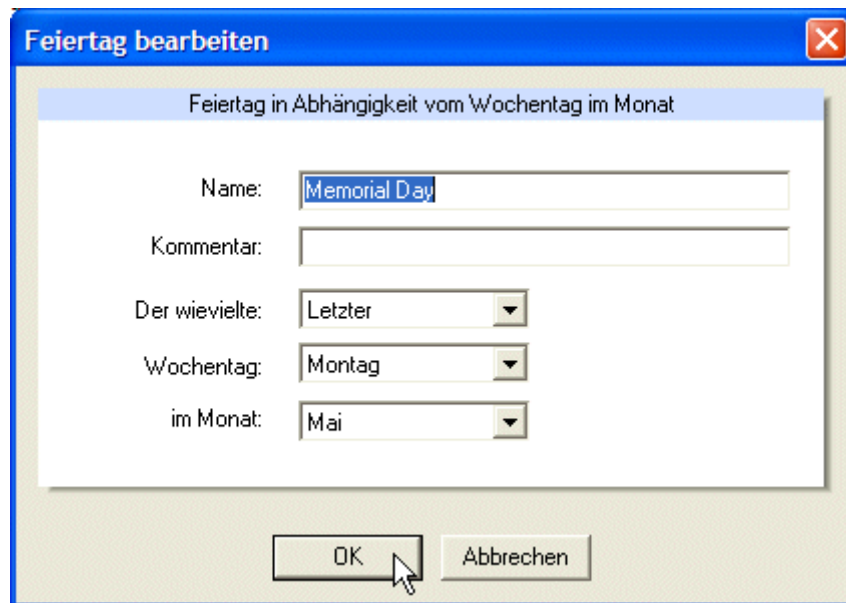 Feiertag bearbeiten
Feiertag in Abhängigkeit vom Wochentag im Monat
Name: Memorial Day
Kommentar:
Der wievielte: Letzter
Wochentag: Montag
im Monat: Mai
OK Abbrechen